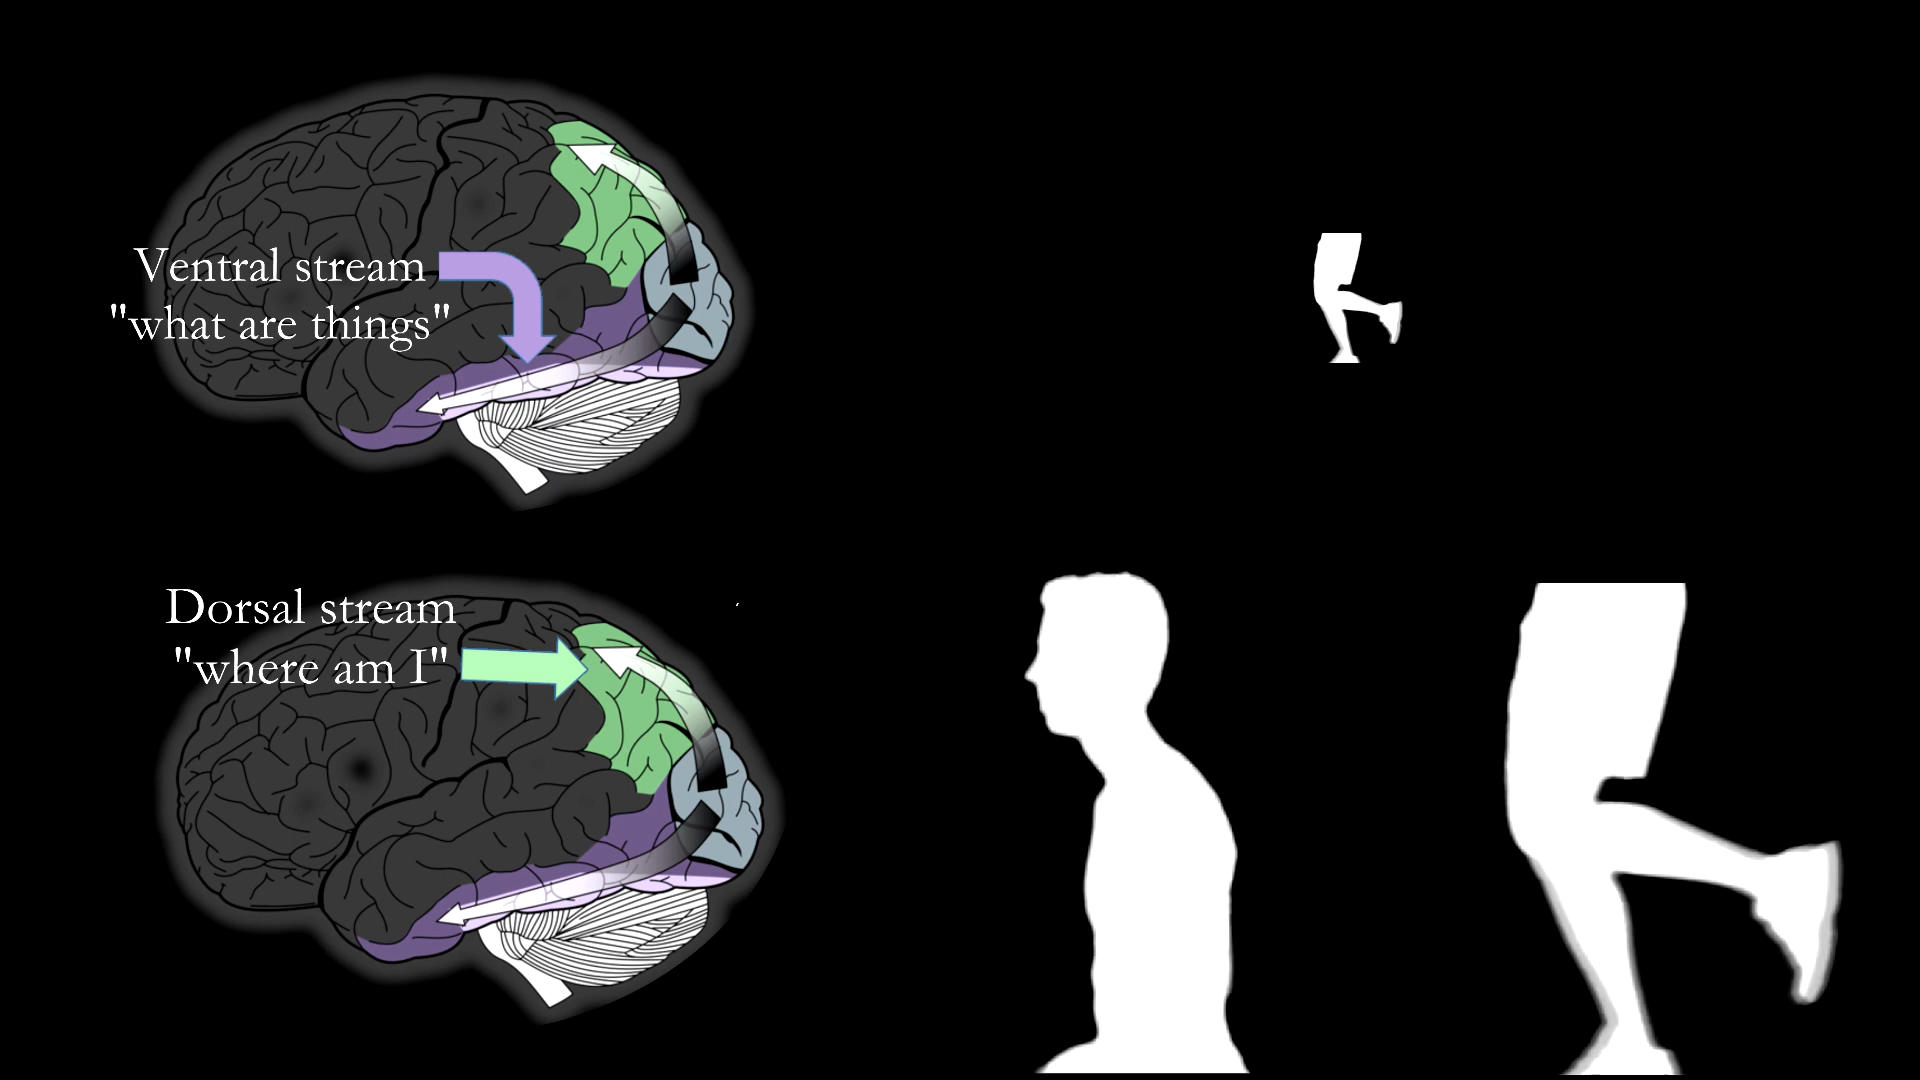 Ventral stream
"what are things"
Dorsal stream
"where am I"